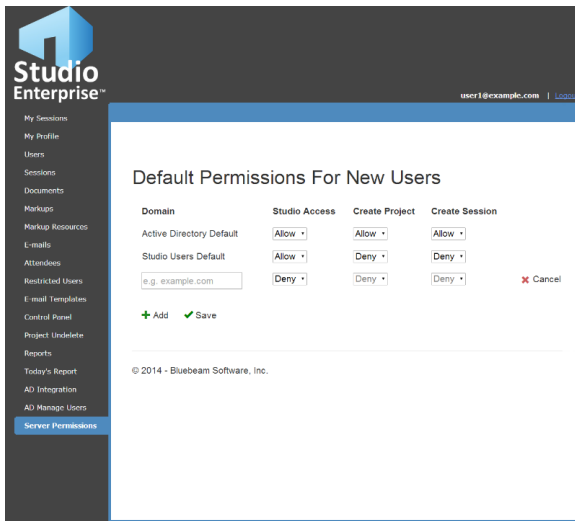 Studio
Enterprise™
user1@example.com | Logout
My Sessions
My Profile
Users
Sessions
Documents
Markups
Markup Resources
E-mails
Attendees
Restricted Users
E-mail Templates
Control Panel
Project Undelete
Reports
Today's Report
AD Integration
AD Manage Users
Server Permissions
Default Permissions For New Users
Domain Studio Access Create Project Create Session
Active Directory Default Allow Allow Allow
Studio Users Default Allow Deny Deny
e.g. example.com Deny Deny Deny Cancel
Add Save
© 2014 - Bluebeam Software, Inc.